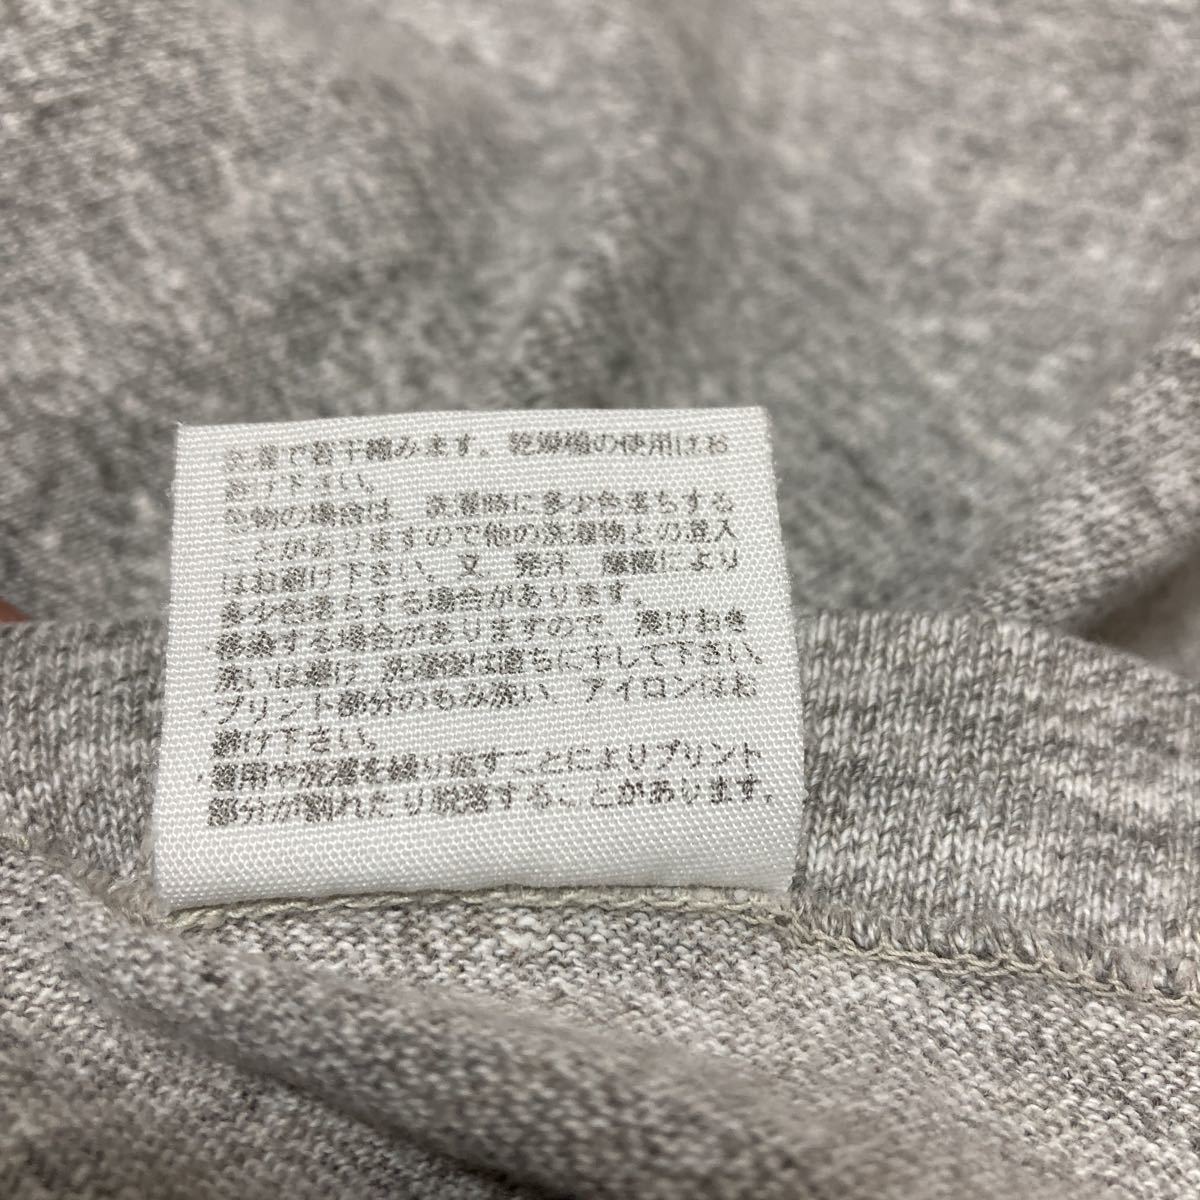 洗濯で若干縮みます。乾燥機の使用はお
避け下さい。
色物の場合は、洗濯時に多少色落ちする
ことがありますので他の洗濯物との混入
はお避け下さい。又、発汗、摩擦により
多少色落ちする場合があります。
移染する場合がありますので、漬けおき
洗いは避け、洗濯後は直ちに干して下さい。
プリント部分のもみ洗い、アイロンはお
避け下さい。
着用や洗濯を繰り返すことによりプリント
部分が割れたり脱落することがあります。